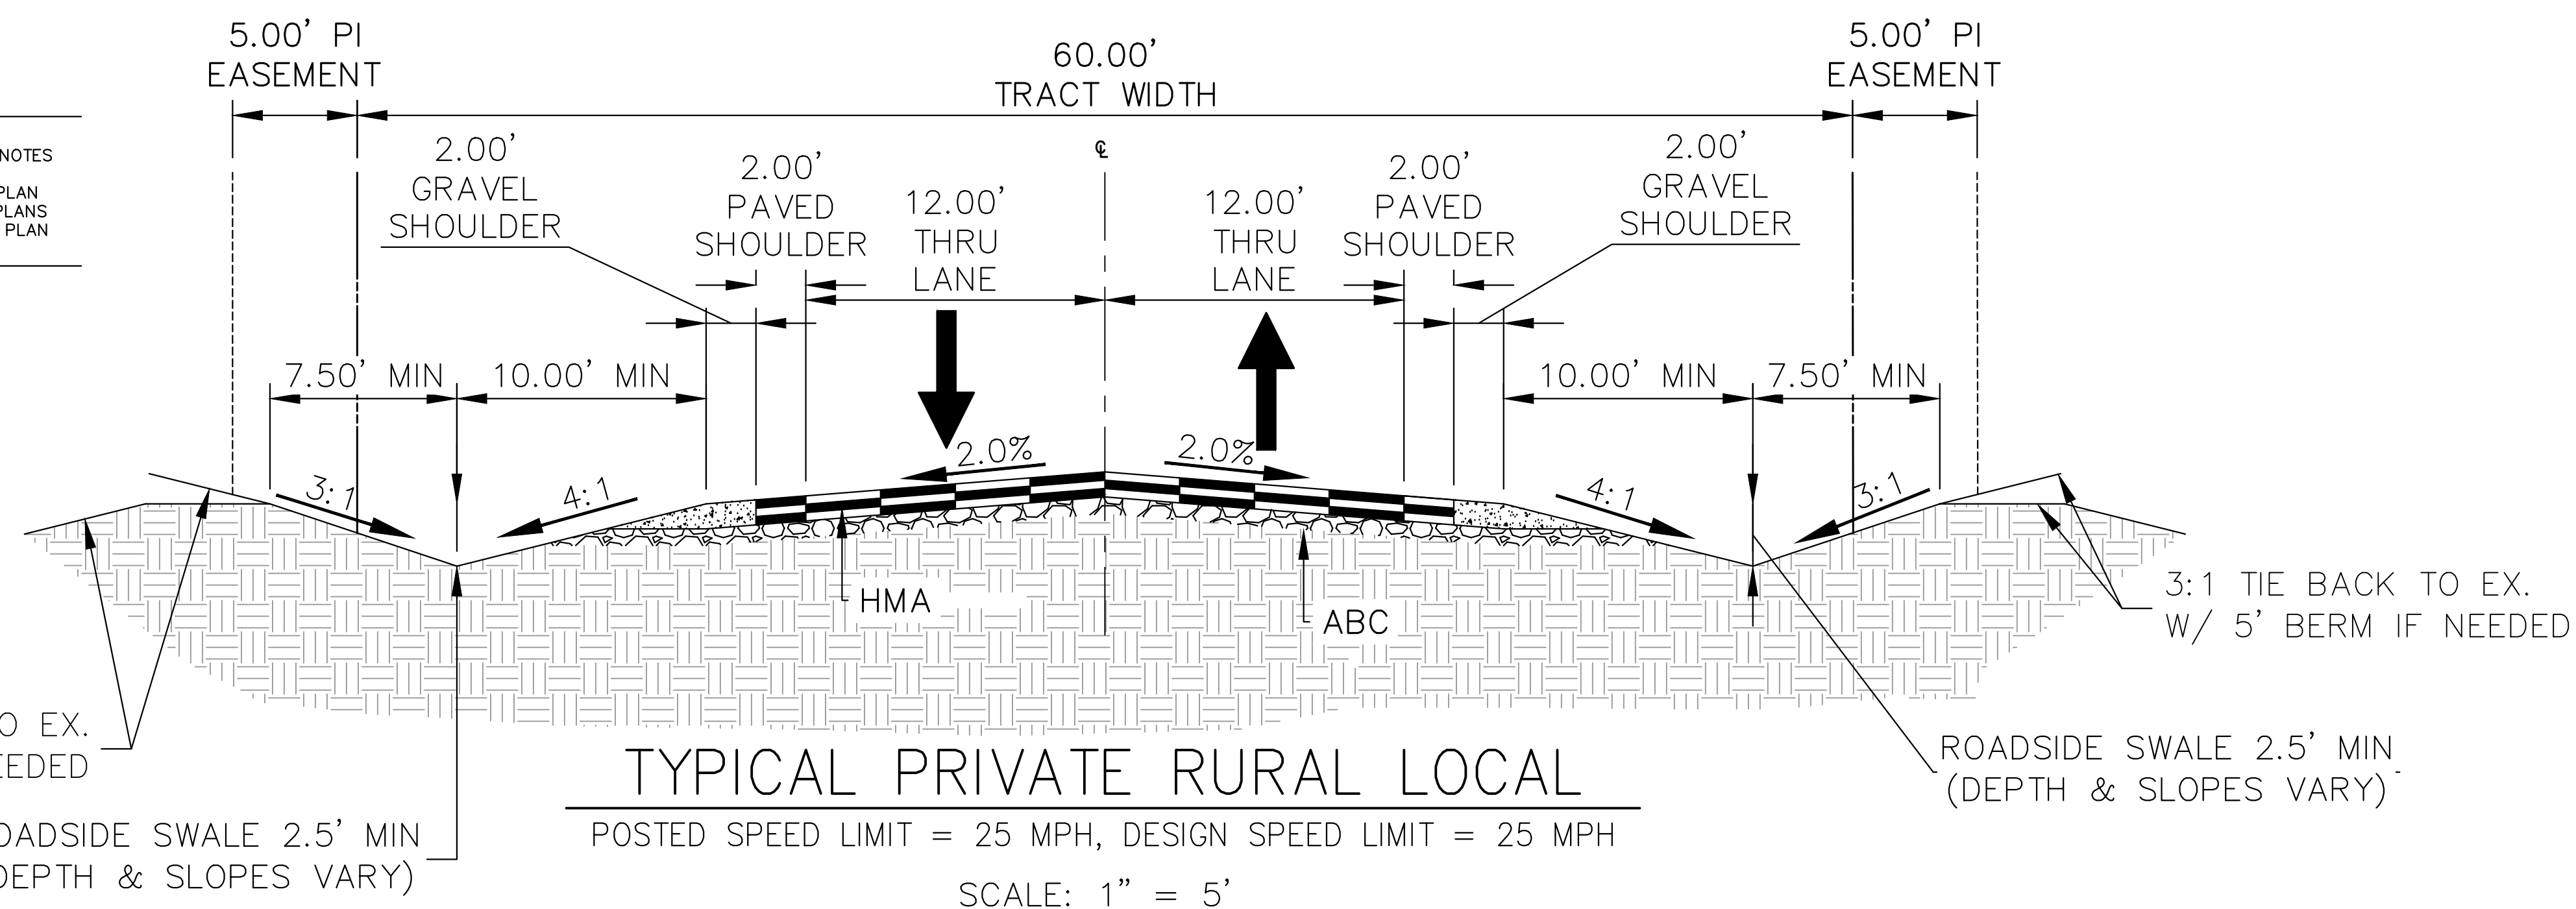 5.00' PI
EASEMENT
60.00'
TRACT WIDTH
5.00' PI
EASEMENT
NOTES
PLAN
PLANS
PLAN
2.00'
GRAVEL
SHOULDER
2.00'
PAVED
SHOULDER
12.00'
THRU
LANE
℄
12.00'
THRU
LANE
2.00'
PAVED
SHOULDER
2.00'
GRAVEL
SHOULDER
7.50' MIN
10.00' MIN
10.00' MIN
7.50' MIN
3:1
4:1
2.0%
2.0%
4:1
3:1
HMA
ABC
3:1 TIE BACK TO EX.
W/ 5' BERM IF NEEDED
O EX.
EEDED
ROADSIDE SWALE 2.5' MIN
(DEPTH & SLOPES VARY)
OADSIDE SWALE 2.5' MIN
DEPTH & SLOPES VARY)
TYPICAL PRIVATE RURAL LOCAL
POSTED SPEED LIMIT = 25 MPH, DESIGN SPEED LIMIT = 25 MPH
SCALE: 1" = 5'